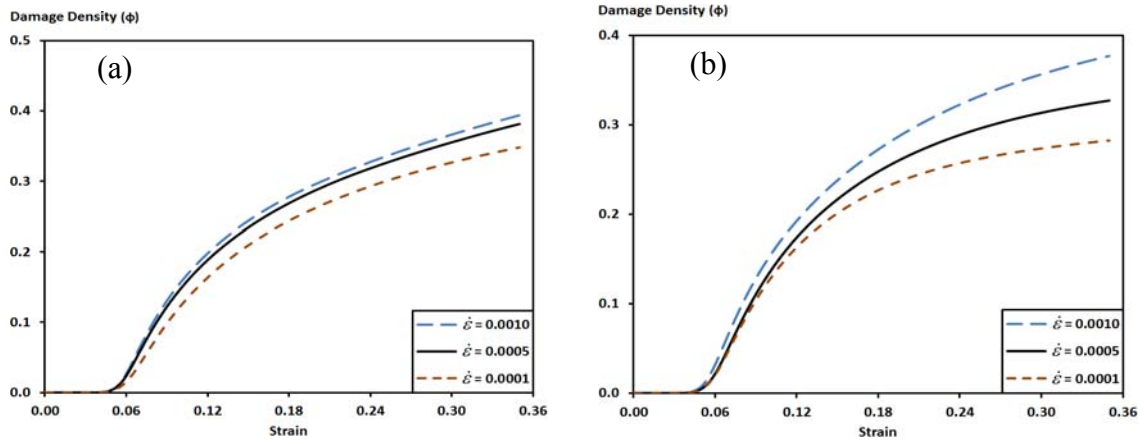 Damage Density (ϕ)
0.5
0.4
0.3
0.2
0.1
0.0
(a)
ε̇ = 0.0010
ε̇ = 0.0005
ε̇ = 0.0001
0.00 0.06 0.12 0.18 0.24 0.30 0.36
Strain
Damage Density (ϕ)
0.4
0.3
0.2
0.1
0.0
(b)
ε̇ = 0.0010
ε̇ = 0.0005
ε̇ = 0.0001
0.00 0.06 0.12 0.18 0.24 0.30 0.36
Strain